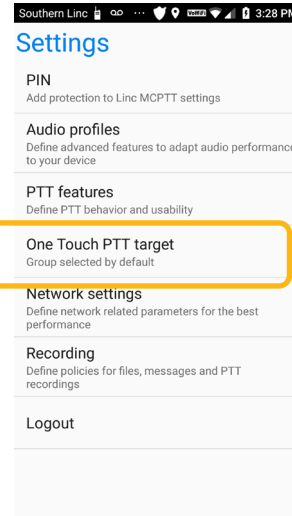 Southern Linc 3:28 PM
Settings
PIN
Add protection to Linc MCPTT settings
Audio profiles
Define advanced features to adapt audio performance
to your device
PTT features
Define PTT behavior and usability
One Touch PTT target
Group selected by default
Network settings
Define network related parameters for the best
performance
Recording
Define policies for files, messages and PTT
recordings
Logout